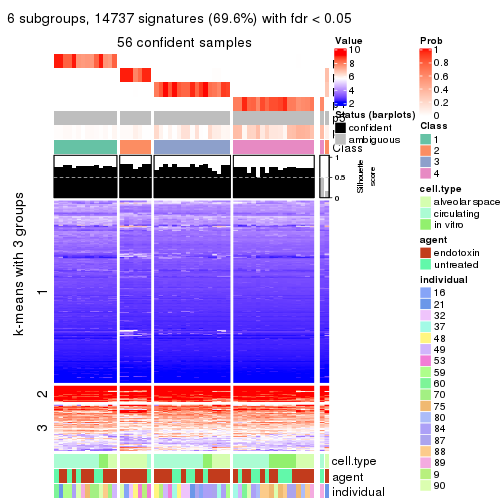 6 subgroups, 14737 signatures (69.6%) with fdr < 0.05
56 confident samples
k-means with 3 groups
1
2
3
Class
1
0.5
0
Silhouette
score
cell.type
agent
individual
Value
10
8
6
4
2
Status (barplots)
confident
ambiguous
Prob
1
0.8
0.6
0.4
0.2
0
Class
1
2
3
4
cell.type
alveolar space
circulating
in vitro
agent
endotoxin
untreated
individual
16
21
32
37
48
49
53
59
60
70
75
80
84
87
88
89
9
90